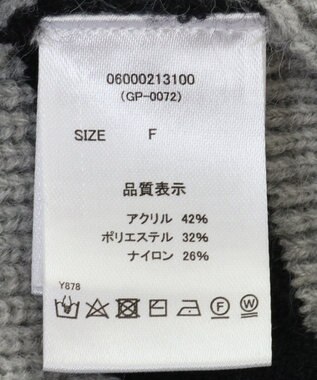 06000213100
(GP-0072)
SIZE F
品質表示
アクリル 42%
ポリエステル 32%
ナイロン 26%
Y878
F W